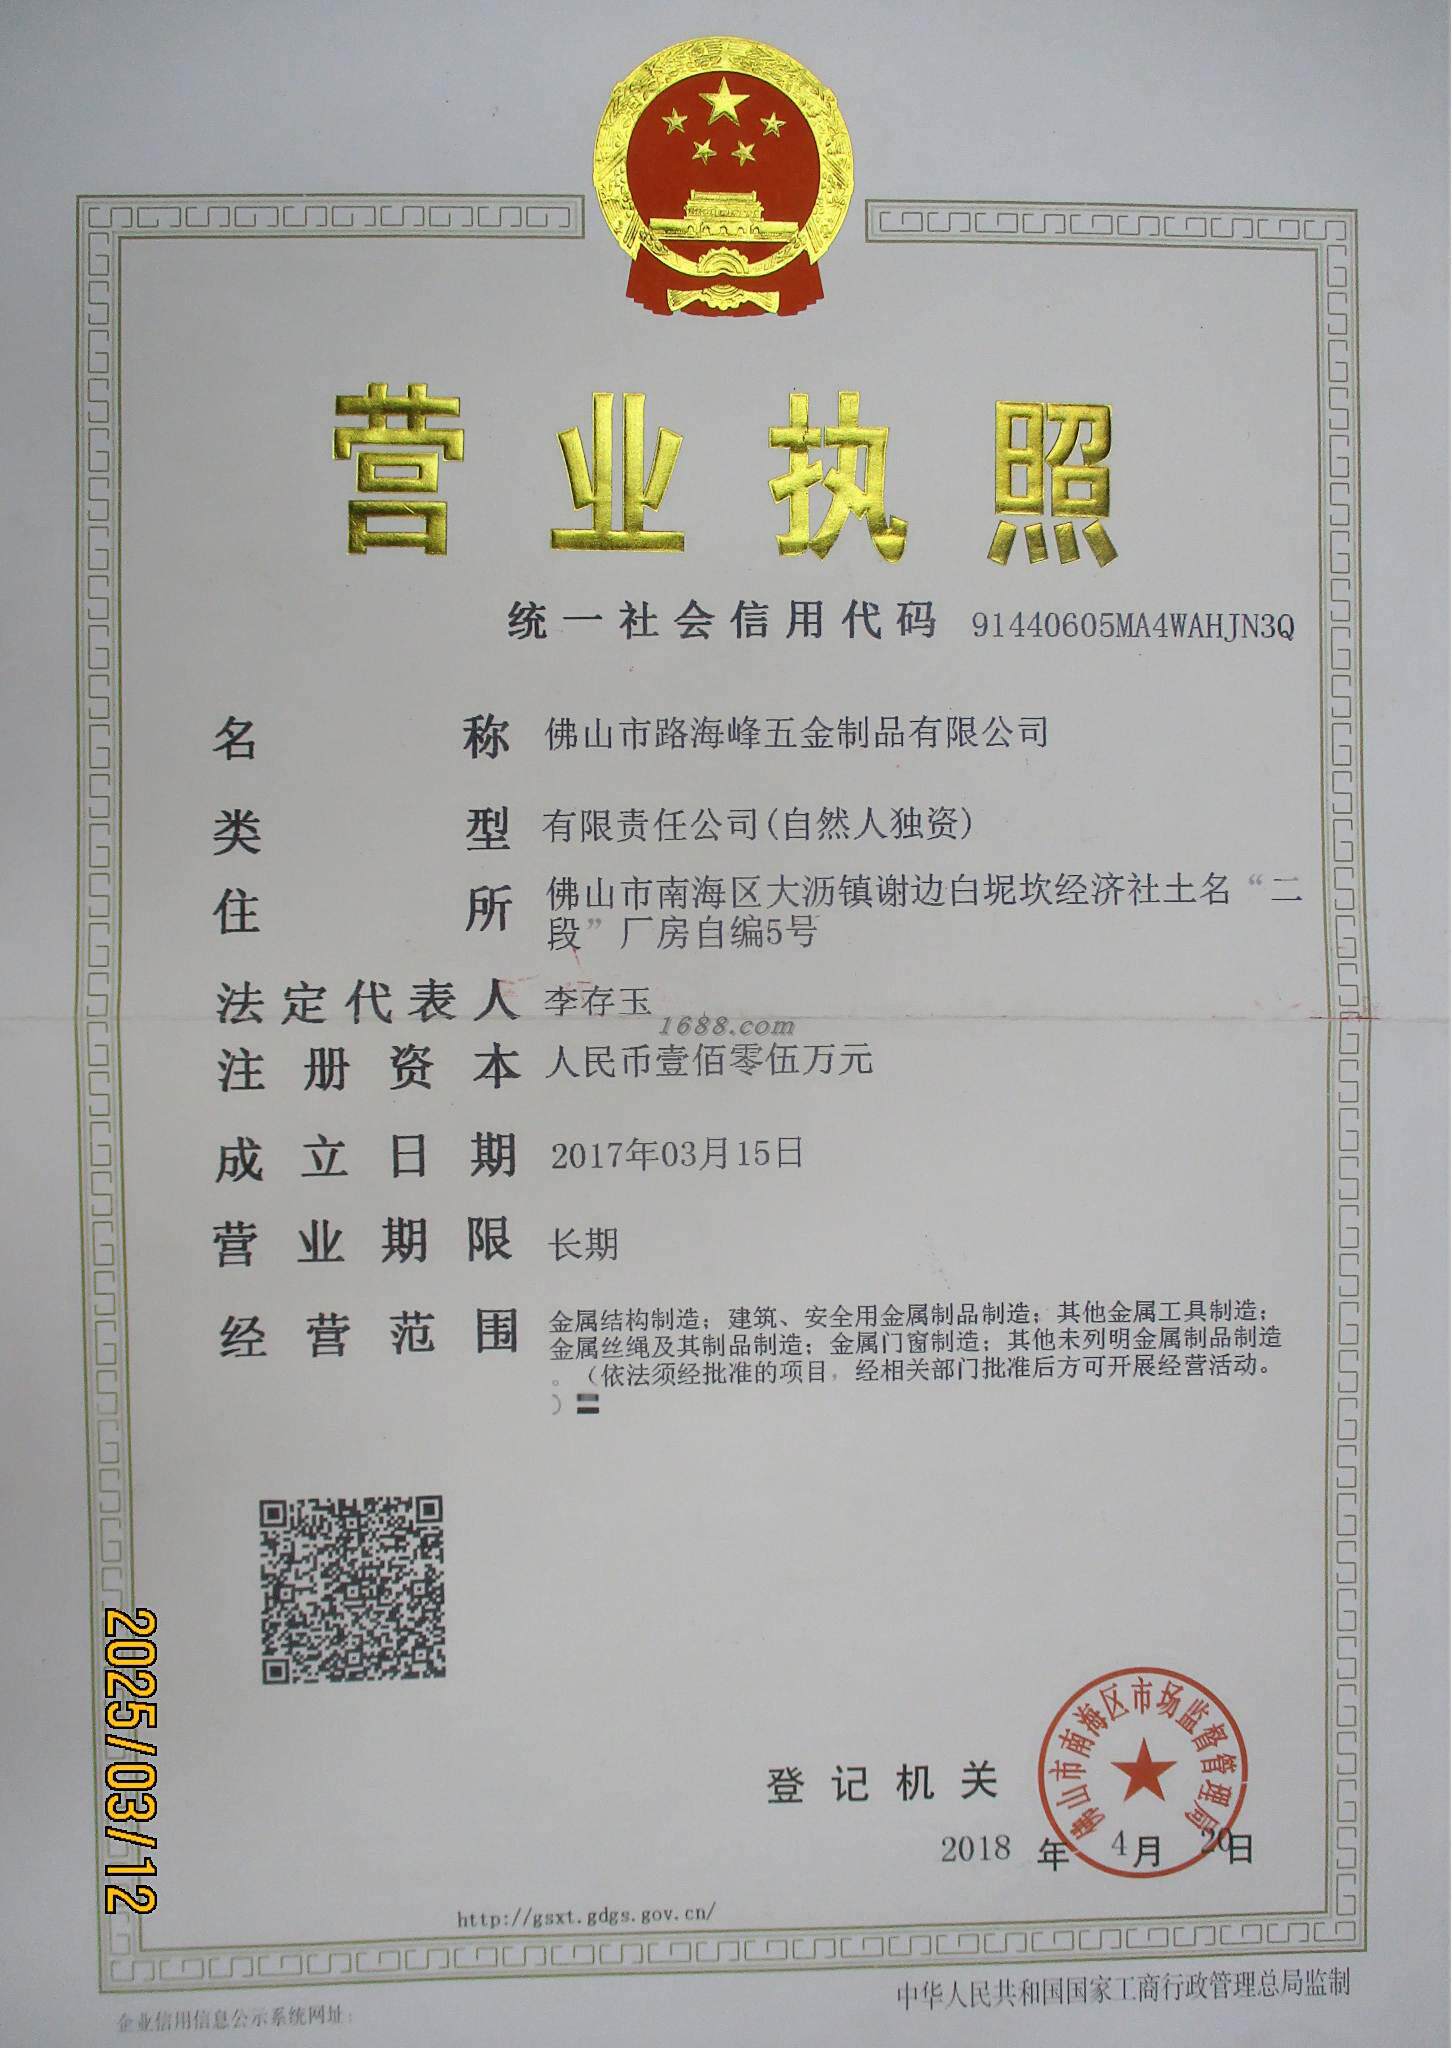 营业执照
统一社会信用代码 91440605MA4WAHJN3Q
名称 佛山市路海峰五金制品有限公司
类型 有限责任公司(自然人独资)
住所 佛山市南海区大沥镇谢边白坭坎经济社土名“二
段”厂房自编5号
法定代表人 李存玉
1688.com
注册资本 人民币壹佰零伍万元
成立日期 2017年03月15日
营业期限 长期
经营范围 金属结构制造；建筑、安全用金属制品制造；其他金属工具制造；
金属丝绳及其制品制造；金属门窗制造；其他未列明金属制品制造
。（依法须经批准的项目，经相关部门批准后方可开展经营活动。
）
2025/03/12
佛山市南海区市场监督管理局
登记机关
2018 年 4月 20日
http://gsxt.gdgs.gov.cn/
企业信用信息公示系统网址：
中华人民共和国国家工商行政管理总局监制